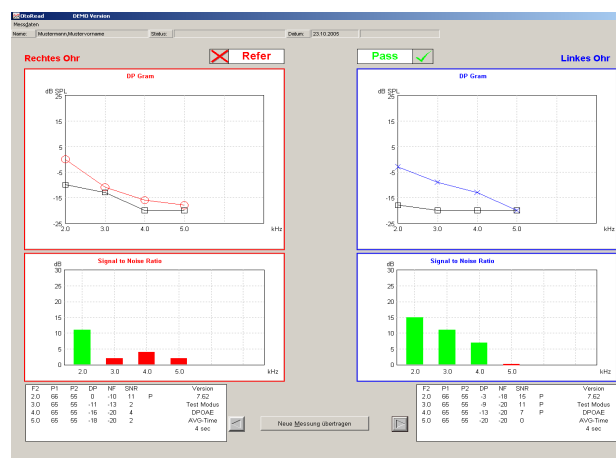 OtoRead DEMO Version
Messdaten
Name: Mustermann,Mustervorname Status: Datum: 23.10.2005
Rechtes Ohr Refer
Pass Linkes Ohr
DP Gram
dB SPL
25
15
5
-5
-15
-25
2.0 3.0 4.0 5.0 kHz
DP Gram
dB SPL
25
15
5
-5
-15
-25
2.0 3.0 4.0 5.0 kHz
Signal to Noise Ratio
dB
30
25
20
15
10
5
0
2.0 3.0 4.0 5.0 kHz
Signal to Noise Ratio
dB
30
25
20
15
10
5
0
2.0 3.0 4.0 5.0 kHz
F2 P1 P2 DP NF SNR Version
2.0 66 55 0 -10 11 P 7.62
3.0 65 55 -11 -13 2 Test Modus
4.0 65 55 -16 -20 4 DPOAE
5.0 65 55 -18 -20 2 AVG-Time
4 sec
Neue Messung übertragen
F2 P1 P2 DP NF SNR Version
2.0 66 55 -3 -18 15 P 7.62
3.0 65 55 -9 -20 11 P Test Modus
4.0 65 55 -13 -20 7 P DPOAE
5.0 65 55 -20 -20 0 AVG-Time
4 sec